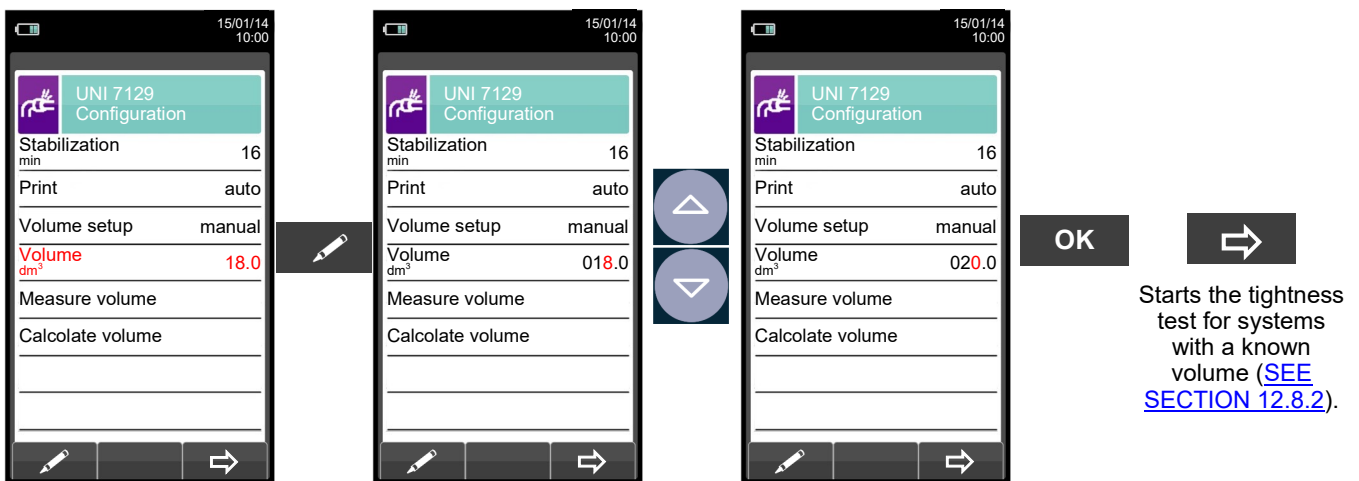 15/01/14
10:00
UNI 7129
Configuration
Stabilization
min
16
Print auto
Volume setup manual
Volume
dm³
18.0
Measure volume
Calcolate volume
15/01/14
10:00
UNI 7129
Configuration
Stabilization
min
16
Print auto
Volume setup manual
Volume
dm³
018.0
Measure volume
Calcolate volume
15/01/14
10:00
UNI 7129
Configuration
Stabilization
min
16
Print auto
Volume setup manual
Volume
dm³
020.0
Measure volume
Calcolate volume
OK
Starts the tightness
test for systems
with a known
volume (SEE
SECTION 12.8.2).